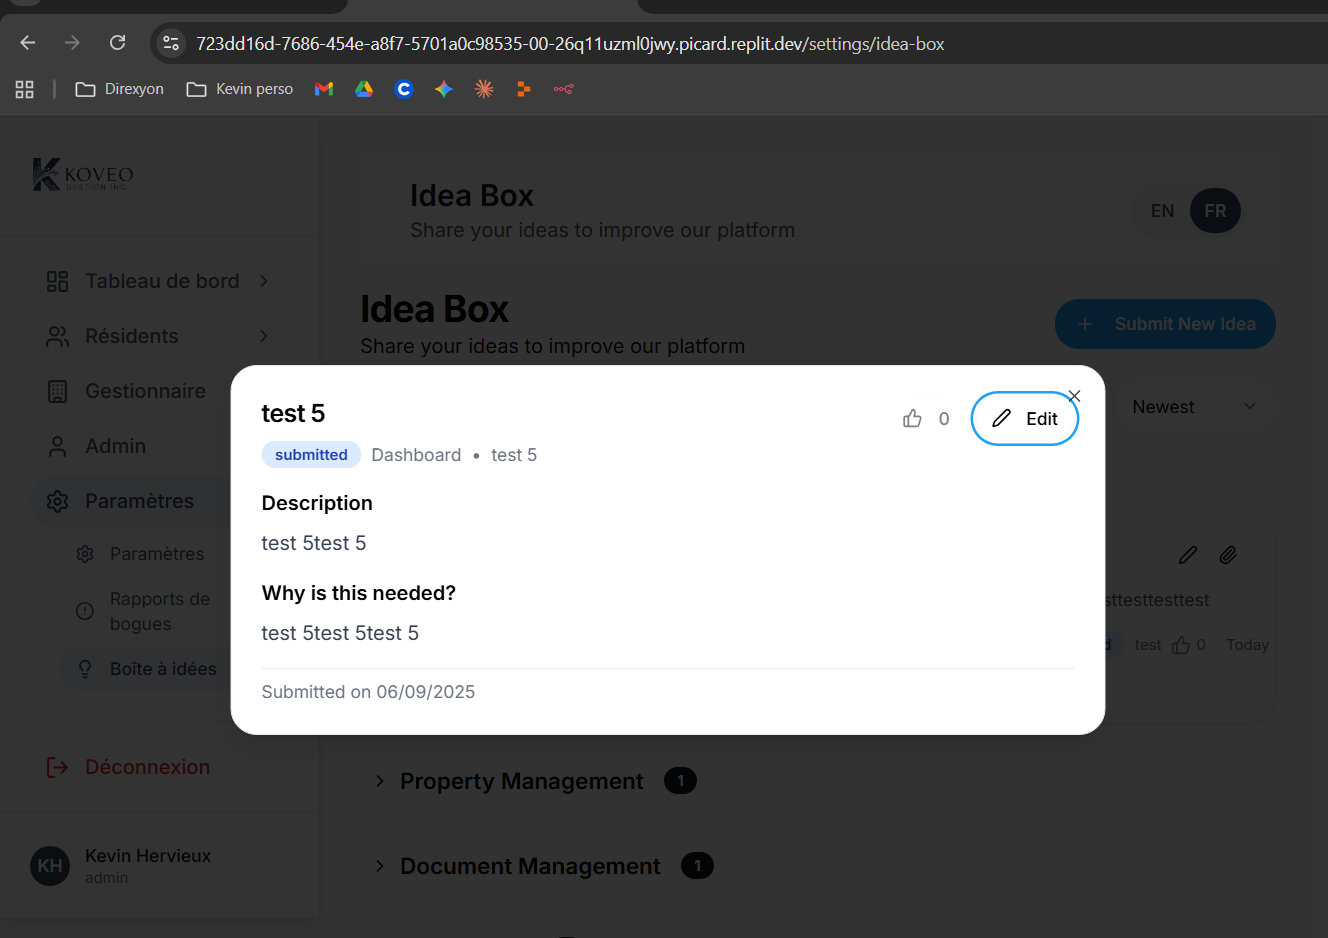 723dd16d-7686-454e-a8f7-5701a0c98535-00-26q11uzml0jwy.picard.replit.dev/settings/idea-box
Direxyon
Kevin perso
KOVEO
GESTION INC.
Idea Box
Share your ideas to improve our platform
EN FR
Tableau de bord
Résidents
Gestionnaire
Admin
Paramètres
Paramètres
Rapports de
bogues
Boîte à idées
Déconnexion
KH
Kevin Hervieux
admin
Idea Box
Share your ideas to improve our platform
+ Submit New Idea
Newest
test 5
0
Edit
submitted Dashboard • test 5
Description
test 5test 5
Why is this needed?
test 5test 5test 5
Submitted on 06/09/2025
sttesttesttest
d test 0 Today
Property Management 1
Document Management 1